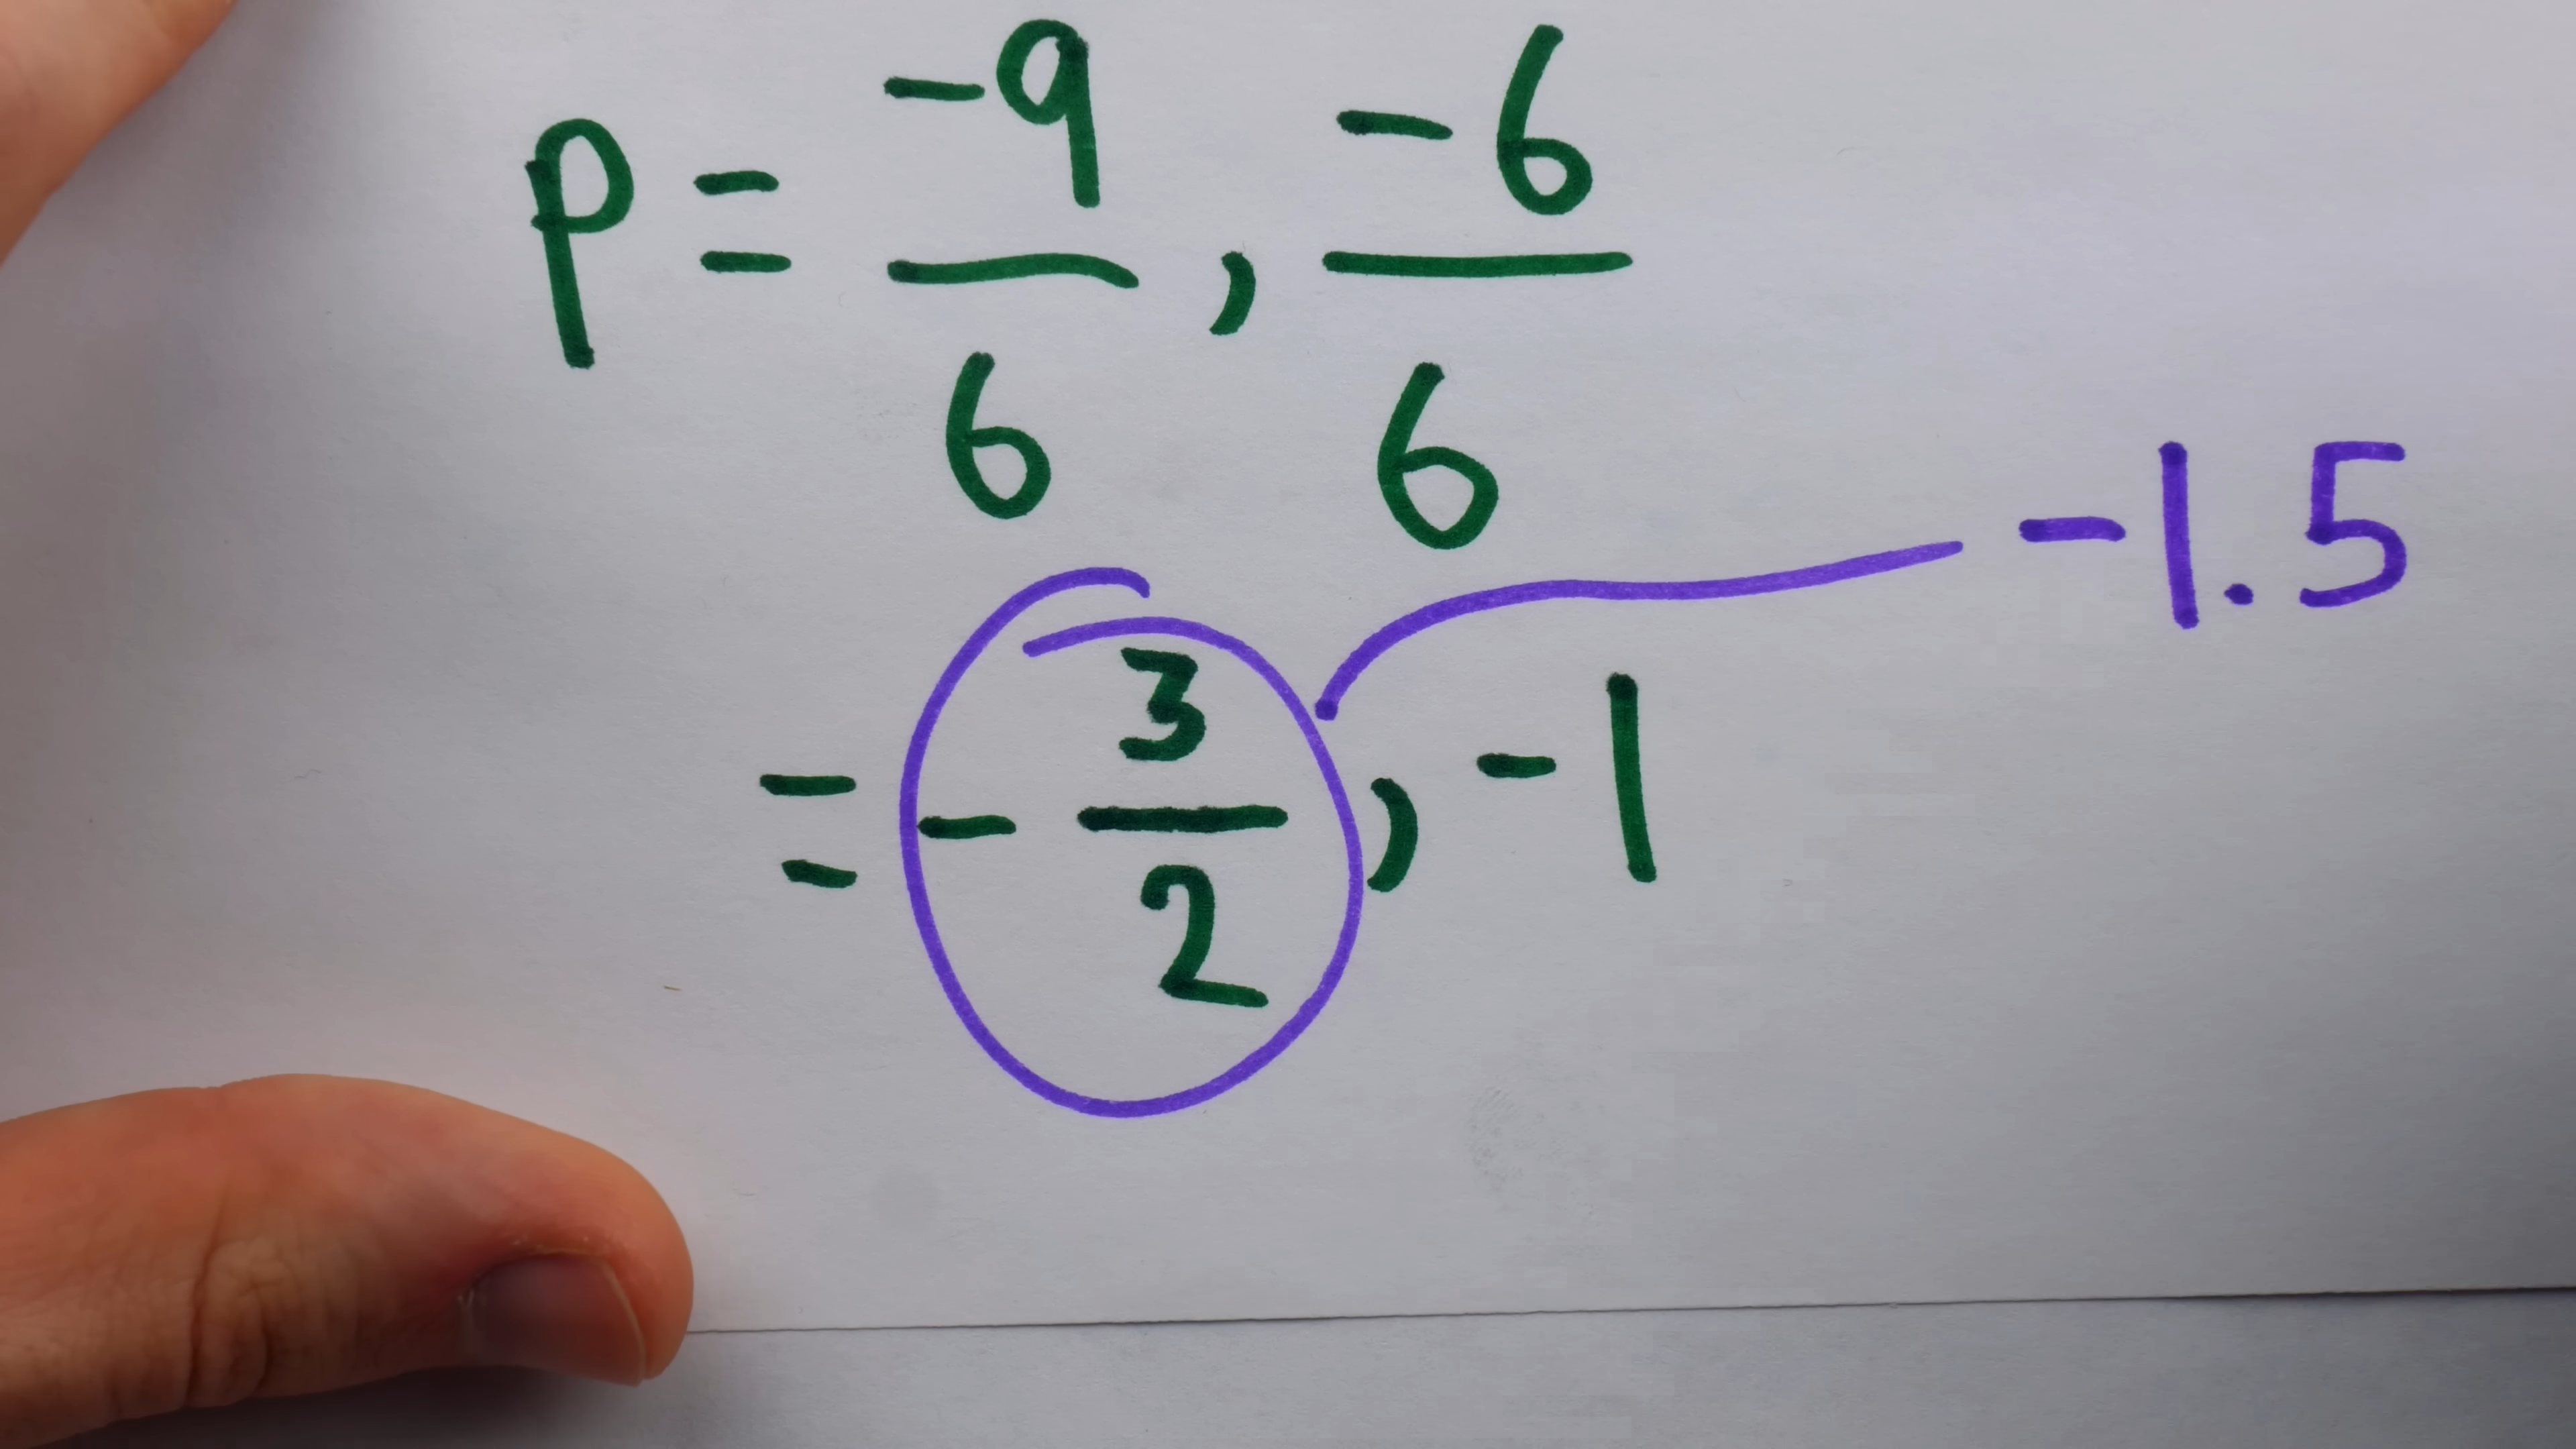 p = -9/6 , -6/6
-1.5
= -3/2 , -1